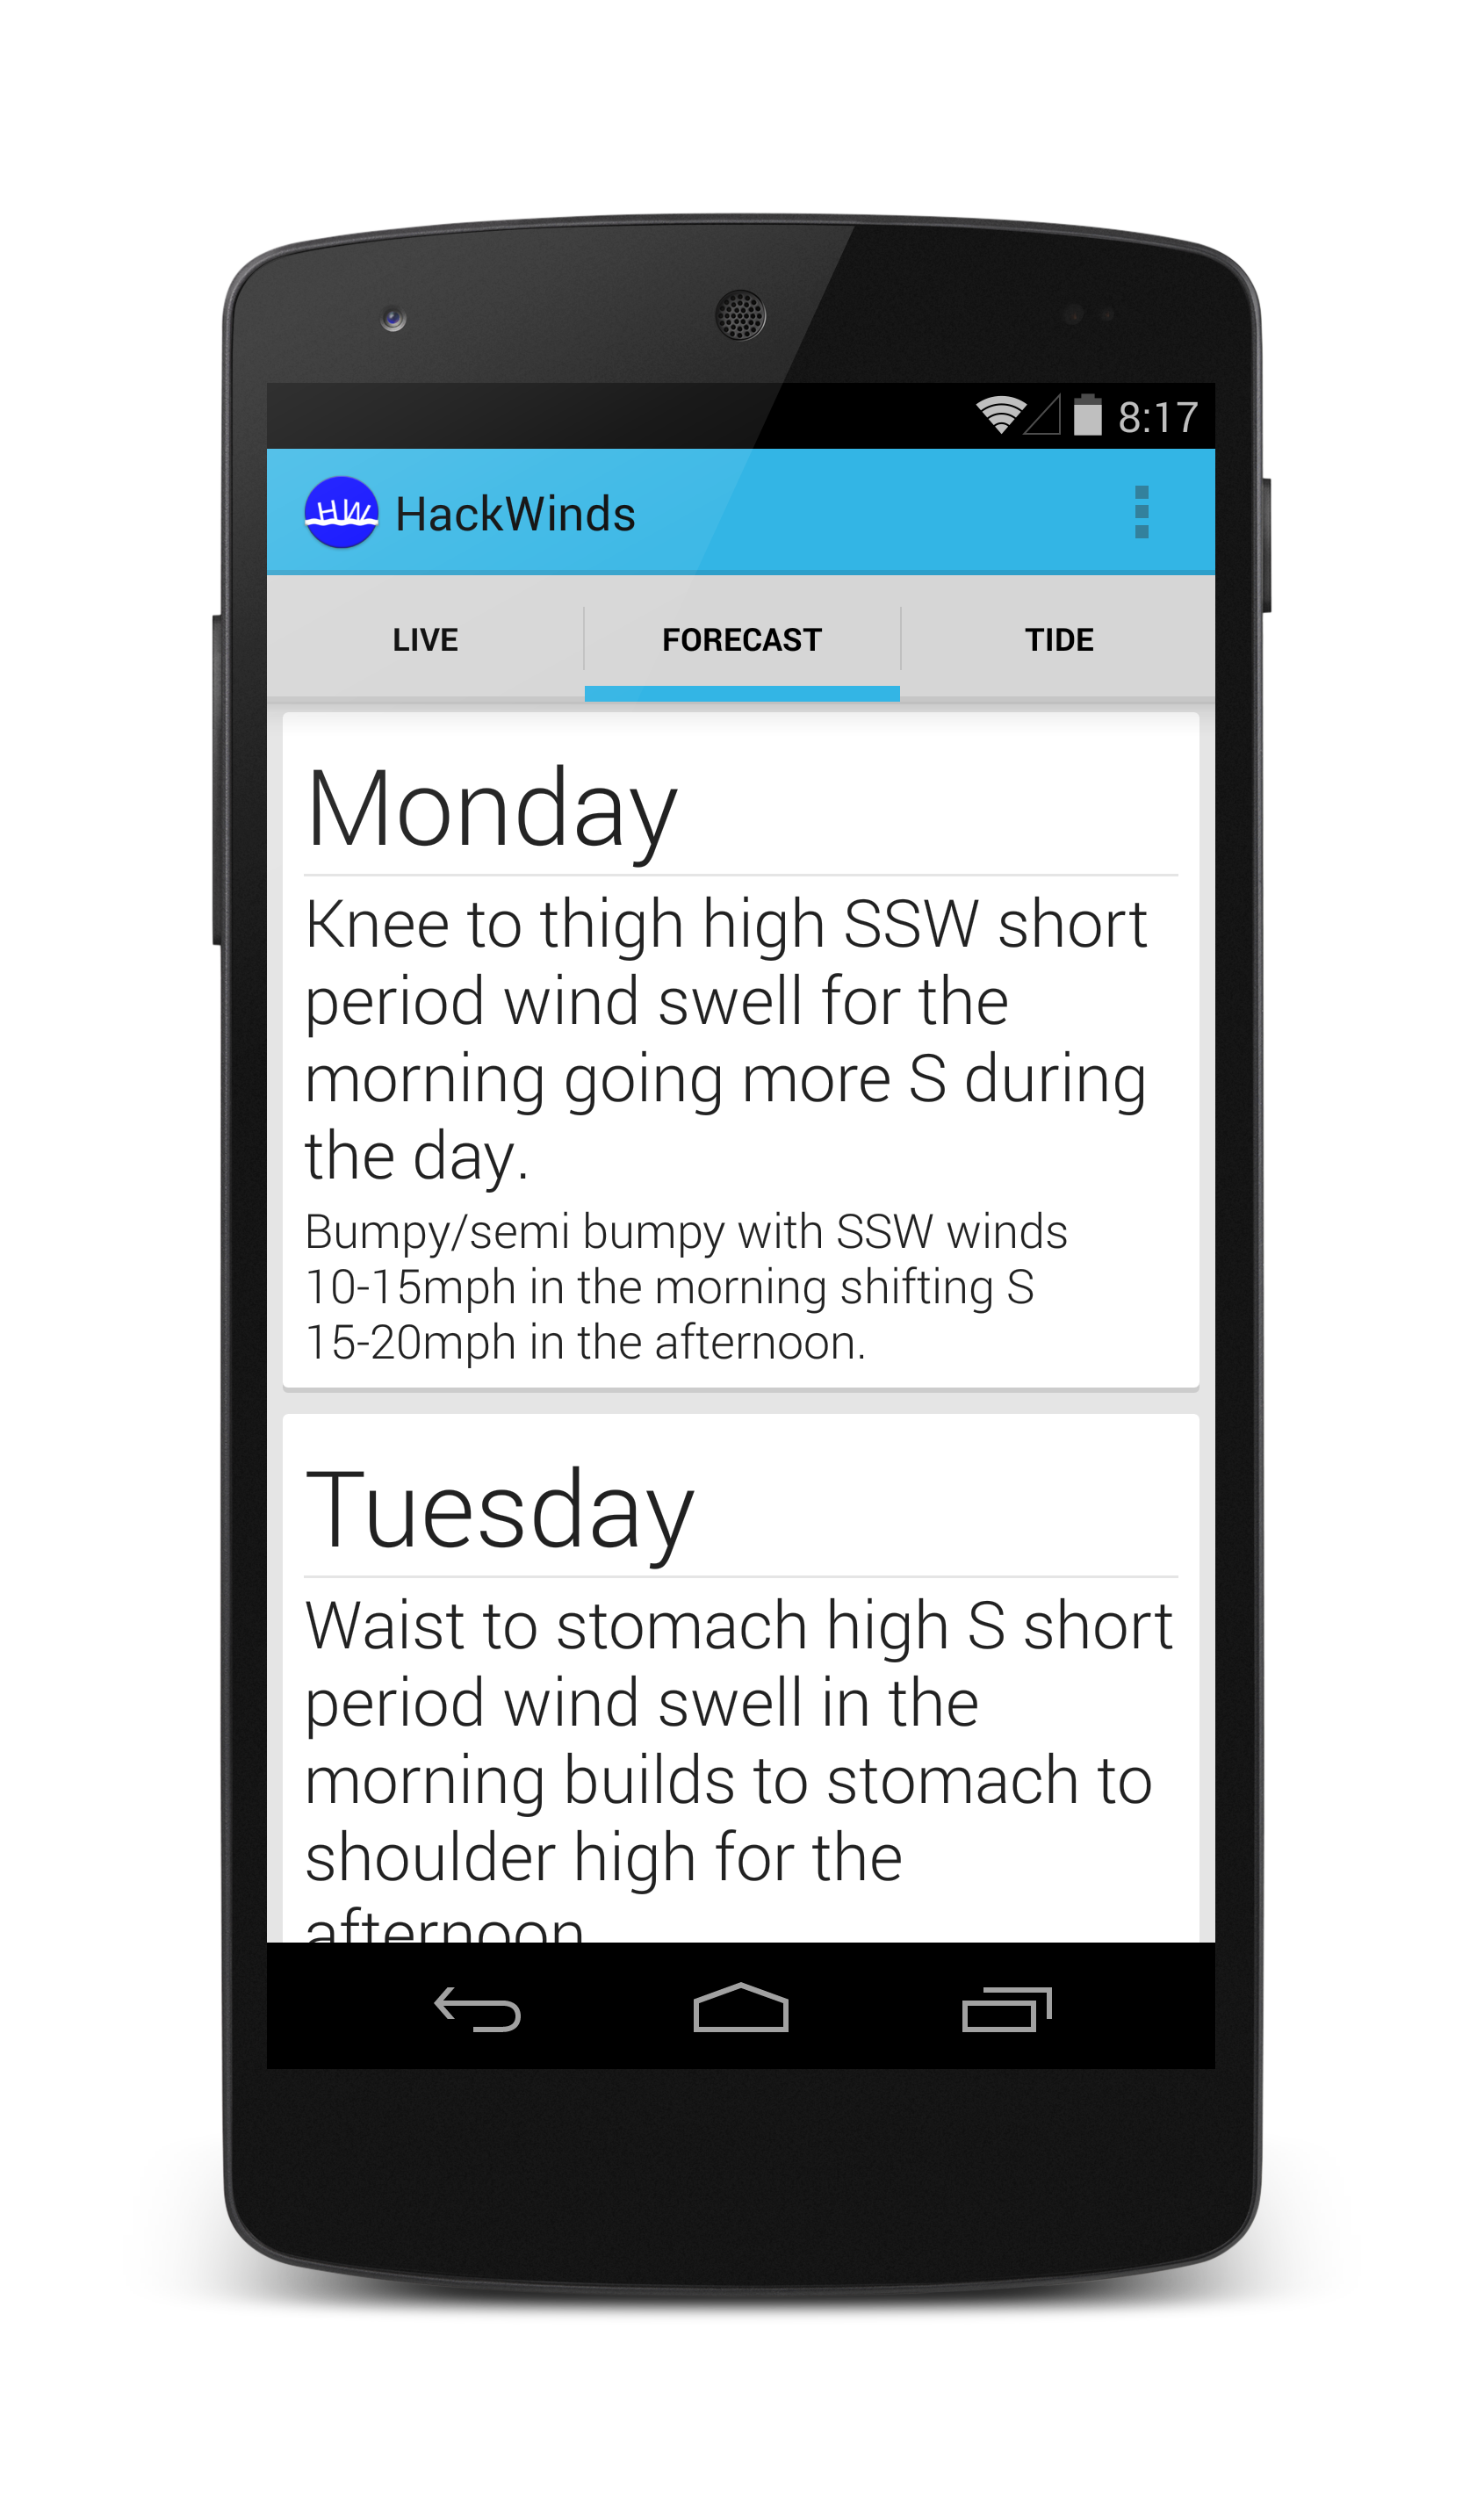 8:17
HW
HackWinds
LIVE FORECAST TIDE
Monday
Knee to thigh high SSW short
period wind swell for the
morning going more S during
the day.
Bumpy/semi bumpy with SSW winds
10-15mph in the morning shifting S
15-20mph in the afternoon.
Tuesday
Waist to stomach high S short
period wind swell in the
morning builds to stomach to
shoulder high for the
afternoon